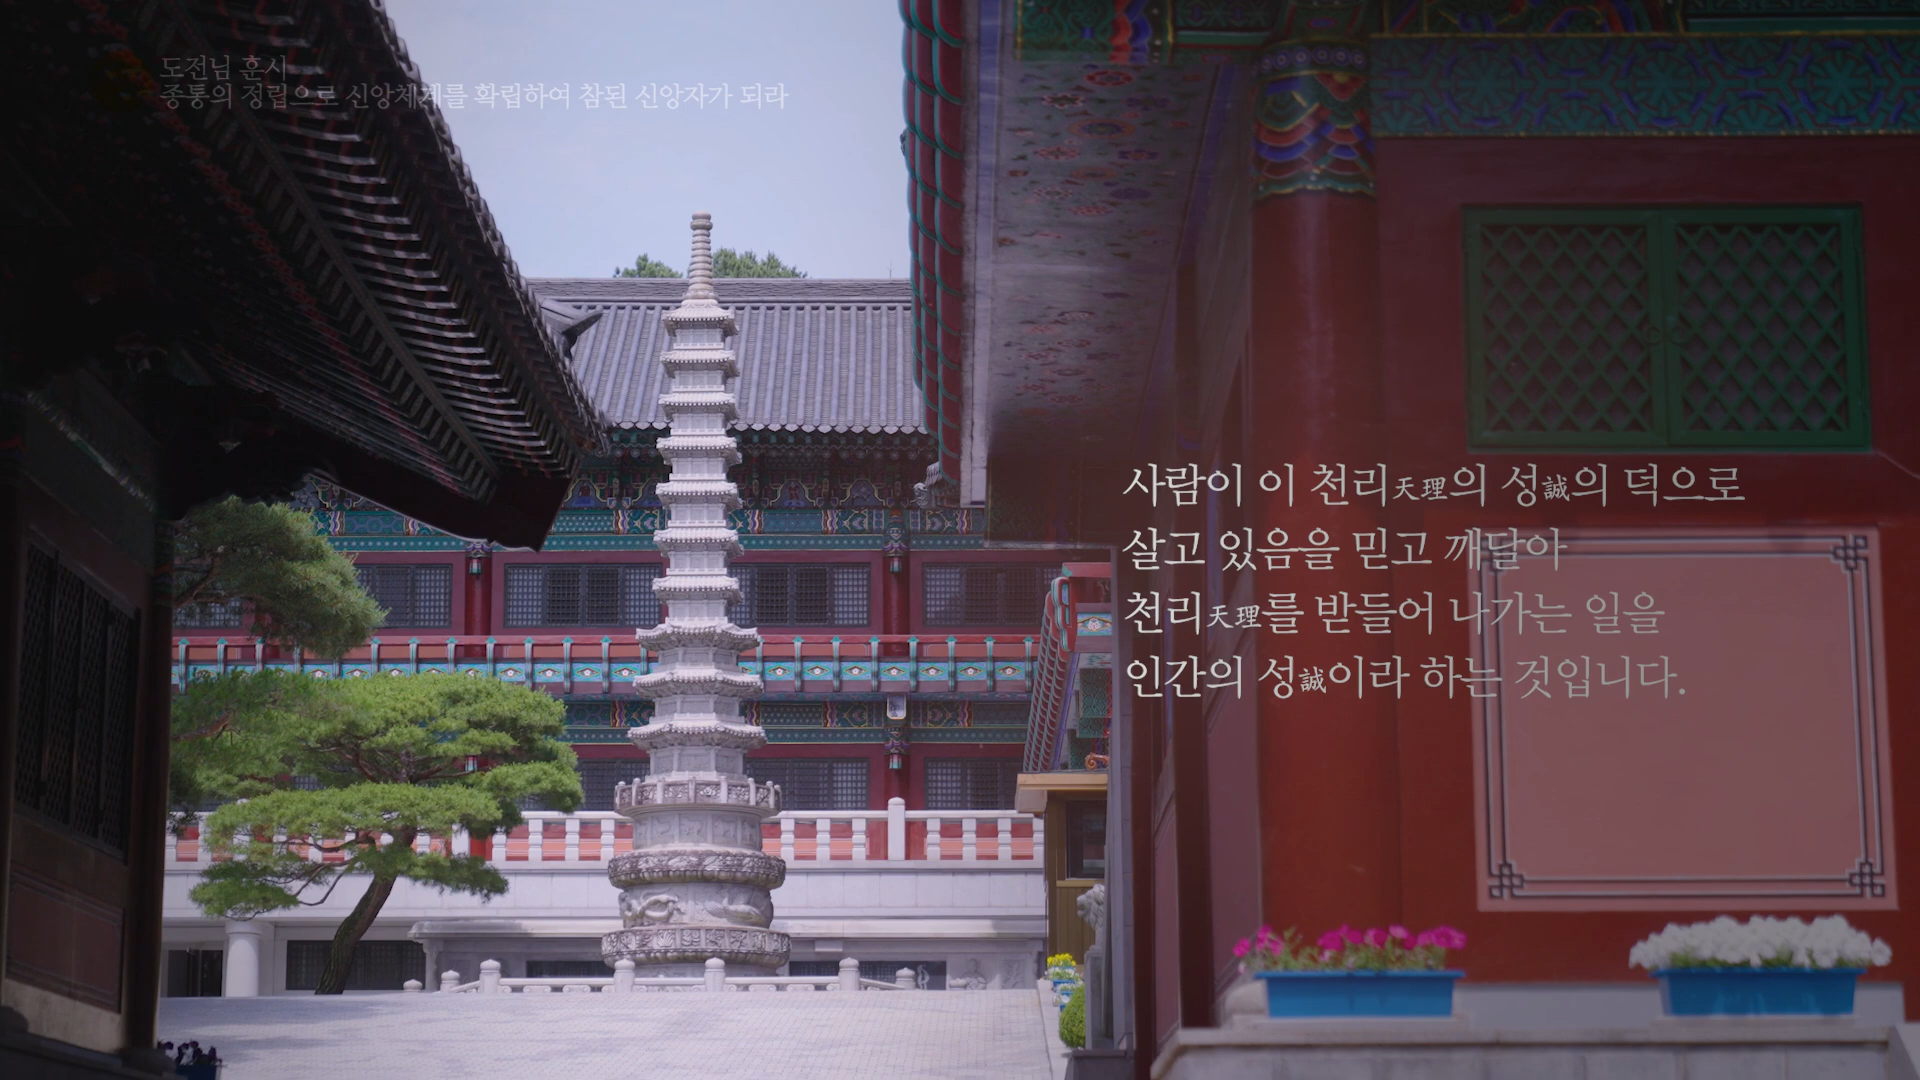 도전님 훈시
종통의 정립으로 신앙체계를 확립하여 참된 신앙자가 되라
사람이 이 천리天理의 성誠의 덕으로
살고 있음을 믿고 깨달아
천리天理를 받들어 나가는 일을
인간의 성誠이라 하는 것입니다.